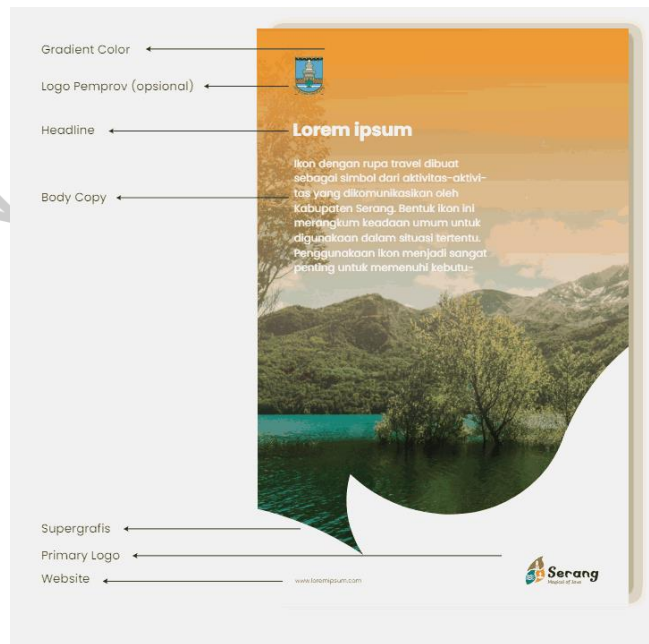 Gradient Color
Logo Pemprov (opsional)
Headline
Body Copy
Supergrafis
Primary Logo
Website
Lorem ipsum
Ikon dengan rupa travel dibuat
sebagai simbol dari aktivitas-aktivi-
tas yang dikomunikasikan oleh
Kabupaten Serang. Bentuk ikon ini
merangkum keadaan umum untuk
digunakaan dalam situasi tertentu.
Penggunakaan ikon menjadi sangat
penting untuk memenuhi kebutu-
www.loremipsum.com
Serang